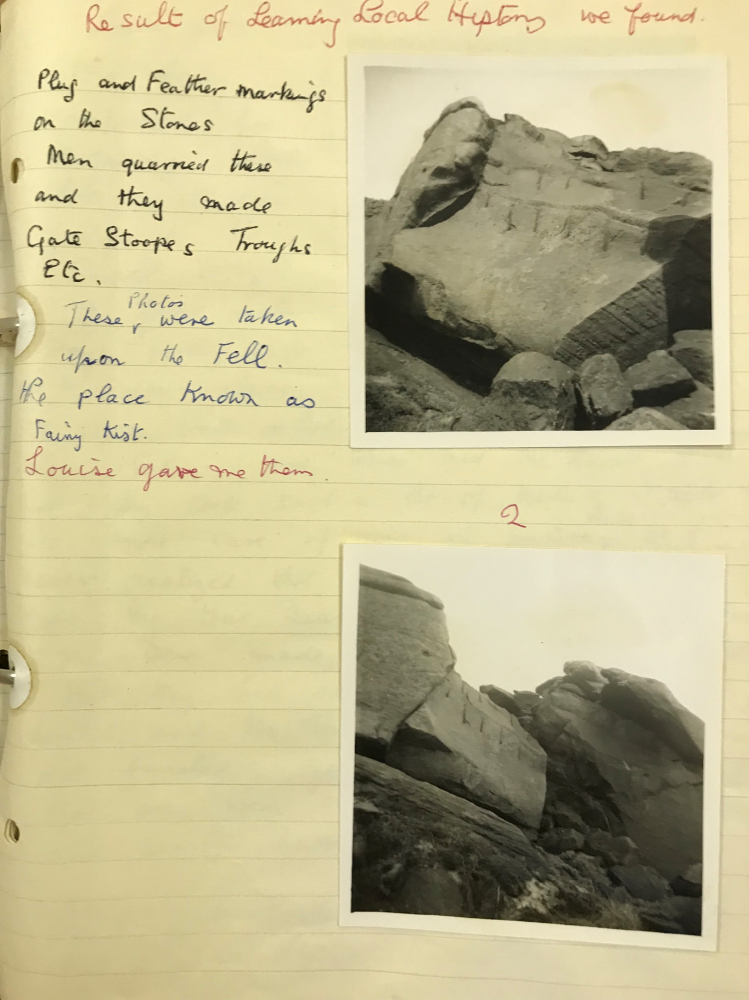 Result of Learning Local History we found.
Plug and Feather markings
on the Stones
Men quarried these
and they made
Gate Stoopes Troughs
Etc.
Photos
These, were taken
upon the Fell.
the place Known as
Fairy Kist.
Louise gave me them.
2